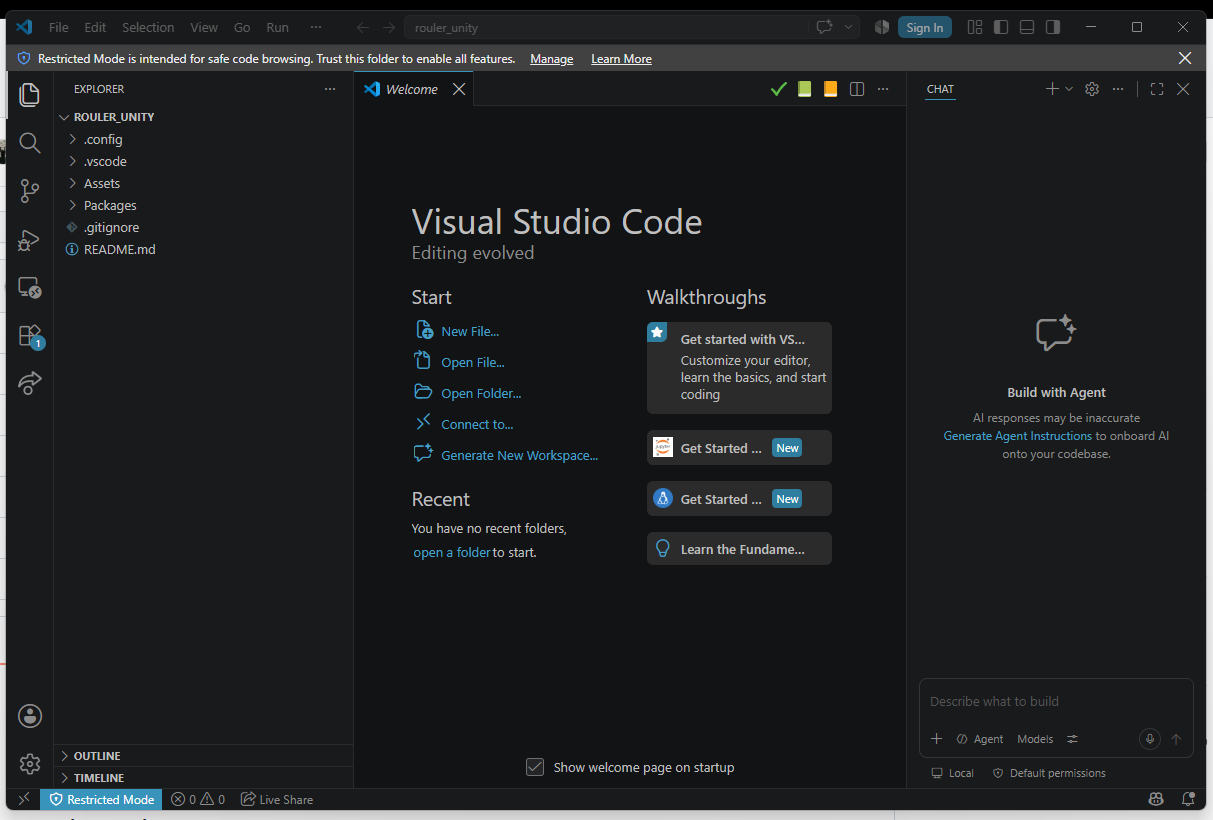 File Edit Selection View Go Run ··· rouler_unity Sign In
Restricted Mode is intended for safe code browsing. Trust this folder to enable all features. Manage Learn More
EXPLORER
ROULER_UNITY
.config
.vscode
Assets
Packages
.gitignore
README.md
OUTLINE
TIMELINE
Welcome
Visual Studio Code
Editing evolved
Start
New File...
Open File...
Open Folder...
Connect to...
Generate New Workspace...
Recent
You have no recent folders,
open a folder to start.
Walkthroughs
Get started with VS...
Customize your editor,
learn the basics, and start
coding
Get Started ... New
Get Started ... New
Learn the Fundame...
Show welcome page on startup
CHAT
Build with Agent
AI responses may be inaccurate
Generate Agent Instructions to onboard AI
onto your codebase.
Describe what to build
Agent Models
Local Default permissions
1
Restricted Mode 0 0 Live Share